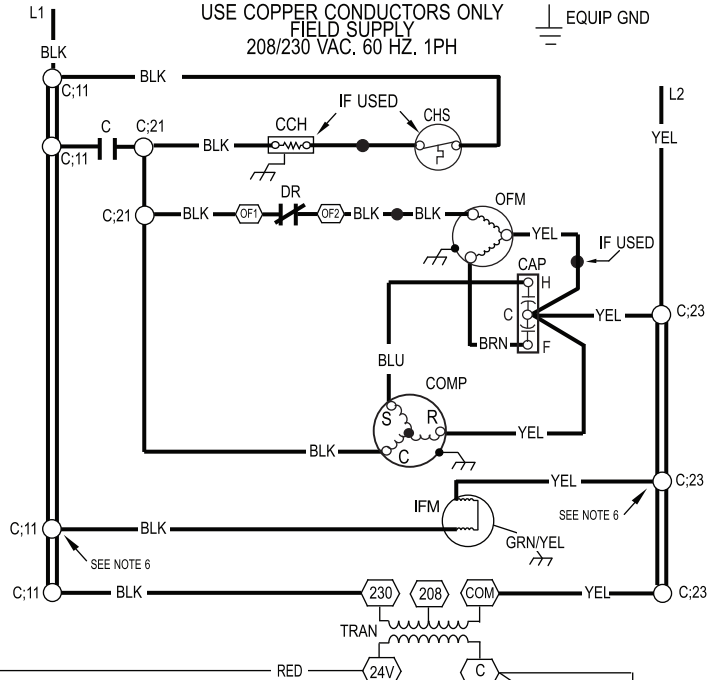 USE COPPER CONDUCTORS ONLY
FIELD SUPPLY
208/230 VAC. 60 HZ. 1PH
L1
EQUIP GND
BLK
BLK
C;11
L2
IF USED
CCH
CHS
C
C;21
C;11
BLK
YEL
DR
OFM
C;21
BLK
OF1
OF2
BLK
BLK
YEL
IF USED
CAP
H
C
YEL
C;23
BRN
F
BLU
COMP
S
R
YEL
C
BLK
YEL
C;23
IFM
SEE NOTE 6
C;11
BLK
GRN/YEL
SEE NOTE 6
C;11
BLK
230
208
COM
YEL
C;23
TRAN
RED
24V
C